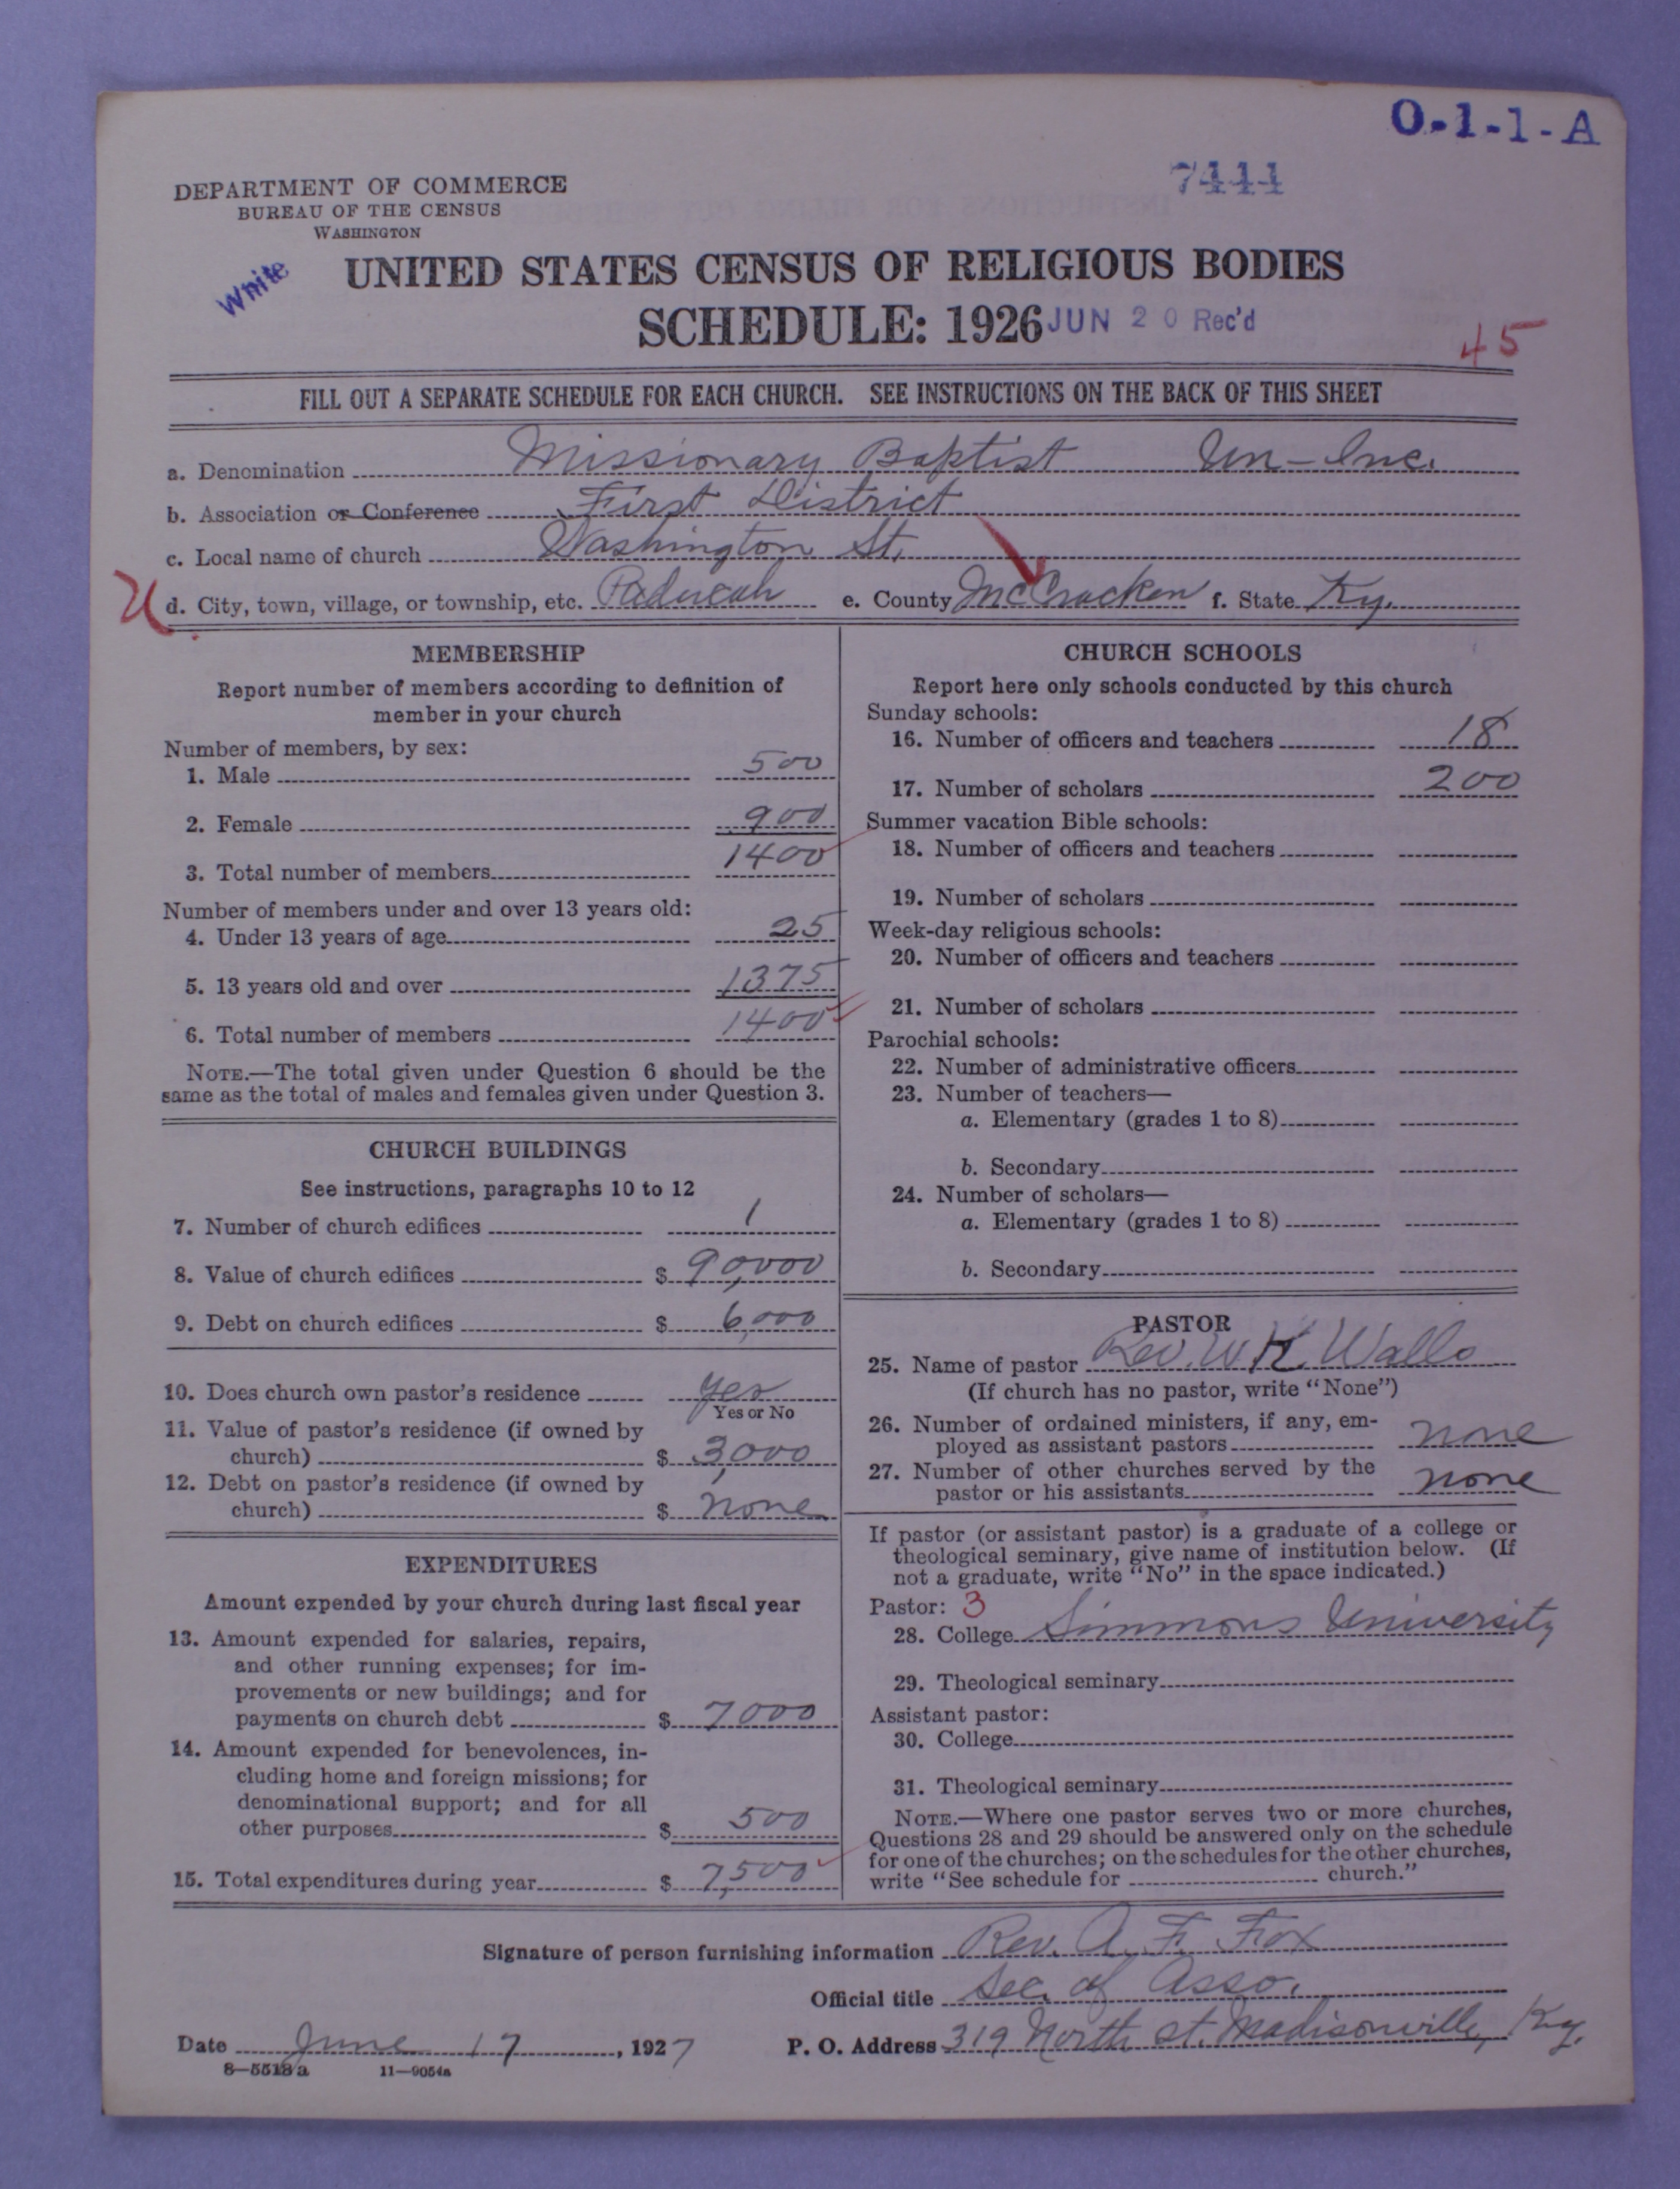 O-1-1-A
7444
DEPARTMENT OF COMMERCE
BUREAU OF THE CENSUS
WASHINGTON
White
UNITED STATES CENSUS OF RELIGIOUS BODIES
SCHEDULE: 1926 JUN 20 Rec'd
45
FILL OUT A SEPARATE SCHEDULE FOR EACH CHURCH. SEE INSTRUCTIONS ON THE BACK OF THIS SHEET
a. Denomination Missionary Baptist Un-Inc.
b. Association or Conference First District
c. Local name of church Washington St.
d. City, town, village, or township, etc. Paducah e. County McCracken f. State Ky.
MEMBERSHIP
Report number of members according to definition of
member in your church
Number of members, by sex:
1. Male 500
2. Female 900
3. Total number of members 1400
Number of members under and over 13 years old:
4. Under 13 years of age 25
5. 13 years old and over 1375
6. Total number of members 1400
NOTE.—The total given under Question 6 should be the
same as the total of males and females given under Question 3.
CHURCH BUILDINGS
See instructions, paragraphs 10 to 12
7. Number of church edifices 1
8. Value of church edifices $ 90,000
9. Debt on church edifices $ 6,000
10. Does church own pastor's residence yes
Yes or No
11. Value of pastor's residence (if owned by
church) $ 3,000
12. Debt on pastor's residence (if owned by
church) $ none
EXPENDITURES
Amount expended by your church during last fiscal year
13. Amount expended for salaries, repairs,
and other running expenses; for im-
provements or new buildings; and for
payments on church debt $ 7000
14. Amount expended for benevolences, in-
cluding home and foreign missions; for
denominational support; and for all
other purposes $ 500
15. Total expenditures during year $ 7,500
CHURCH SCHOOLS
Report here only schools conducted by this church
Sunday schools:
16. Number of officers and teachers 18
17. Number of scholars 200
Summer vacation Bible schools:
18. Number of officers and teachers
19. Number of scholars
Week-day religious schools:
20. Number of officers and teachers
21. Number of scholars
Parochial schools:
22. Number of administrative officers
23. Number of teachers—
a. Elementary (grades 1 to 8)
b. Secondary
24. Number of scholars—
a. Elementary (grades 1 to 8)
b. Secondary
PASTOR
25. Name of pastor Rev. W. K. Walls
(If church has no pastor, write "None")
26. Number of ordained ministers, if any, em-
ployed as assistant pastors none
27. Number of other churches served by the
pastor or his assistants none
If pastor (or assistant pastor) is a graduate of a college or
theological seminary, give name of institution below. (If
not a graduate, write "No" in the space indicated.)
Pastor: 3
28. College Simmons University
29. Theological seminary
Assistant pastor:
30. College
31. Theological seminary
NOTE.—Where one pastor serves two or more churches,
Questions 28 and 29 should be answered only on the schedule
for one of the churches; on the schedules for the other churches,
write "See schedule for church."
Signature of person furnishing information Rev. A. F. Fox
Official title Sec. of Asso.
Date June 17, 1927 P. O. Address 319 North St. Madisonville, Ky.
8—5518a 11—9054a